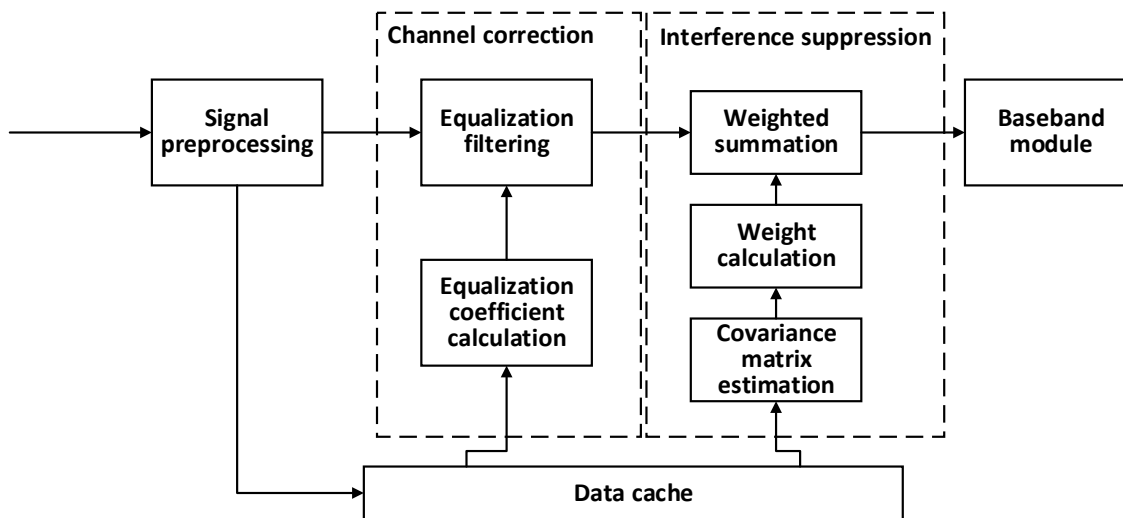 Channel correction
Interference suppression
Signal
preprocessing
Equalization
filtering
Weighted
summation
Baseband
module
Weight
calculation
Equalization
coefficient
calculation
Covariance
matrix
estimation
Data cache